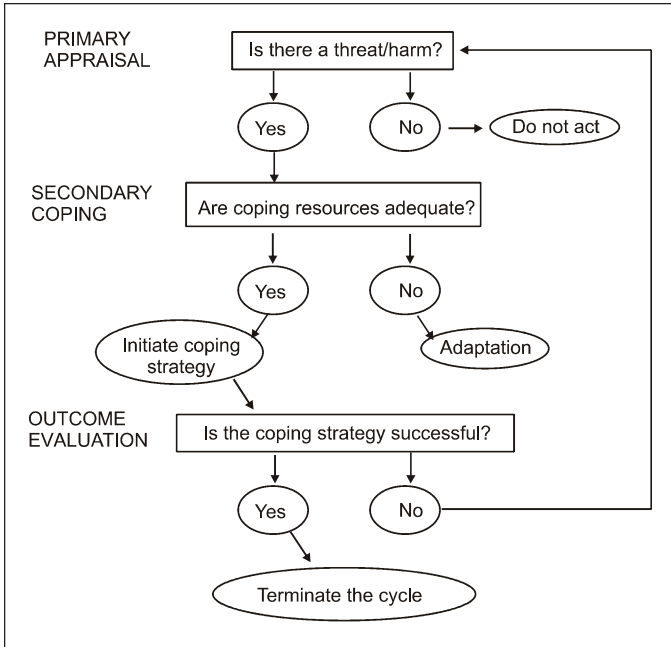 PRIMARY
APPRAISAL
Is there a threat/harm?
Yes
No
Do not act
SECONDARY
COPING
Are coping resources adequate?
Yes
No
Initiate coping
strategy
Adaptation
OUTCOME
EVALUATION
Is the coping strategy successful?
Yes
No
Terminate the cycle